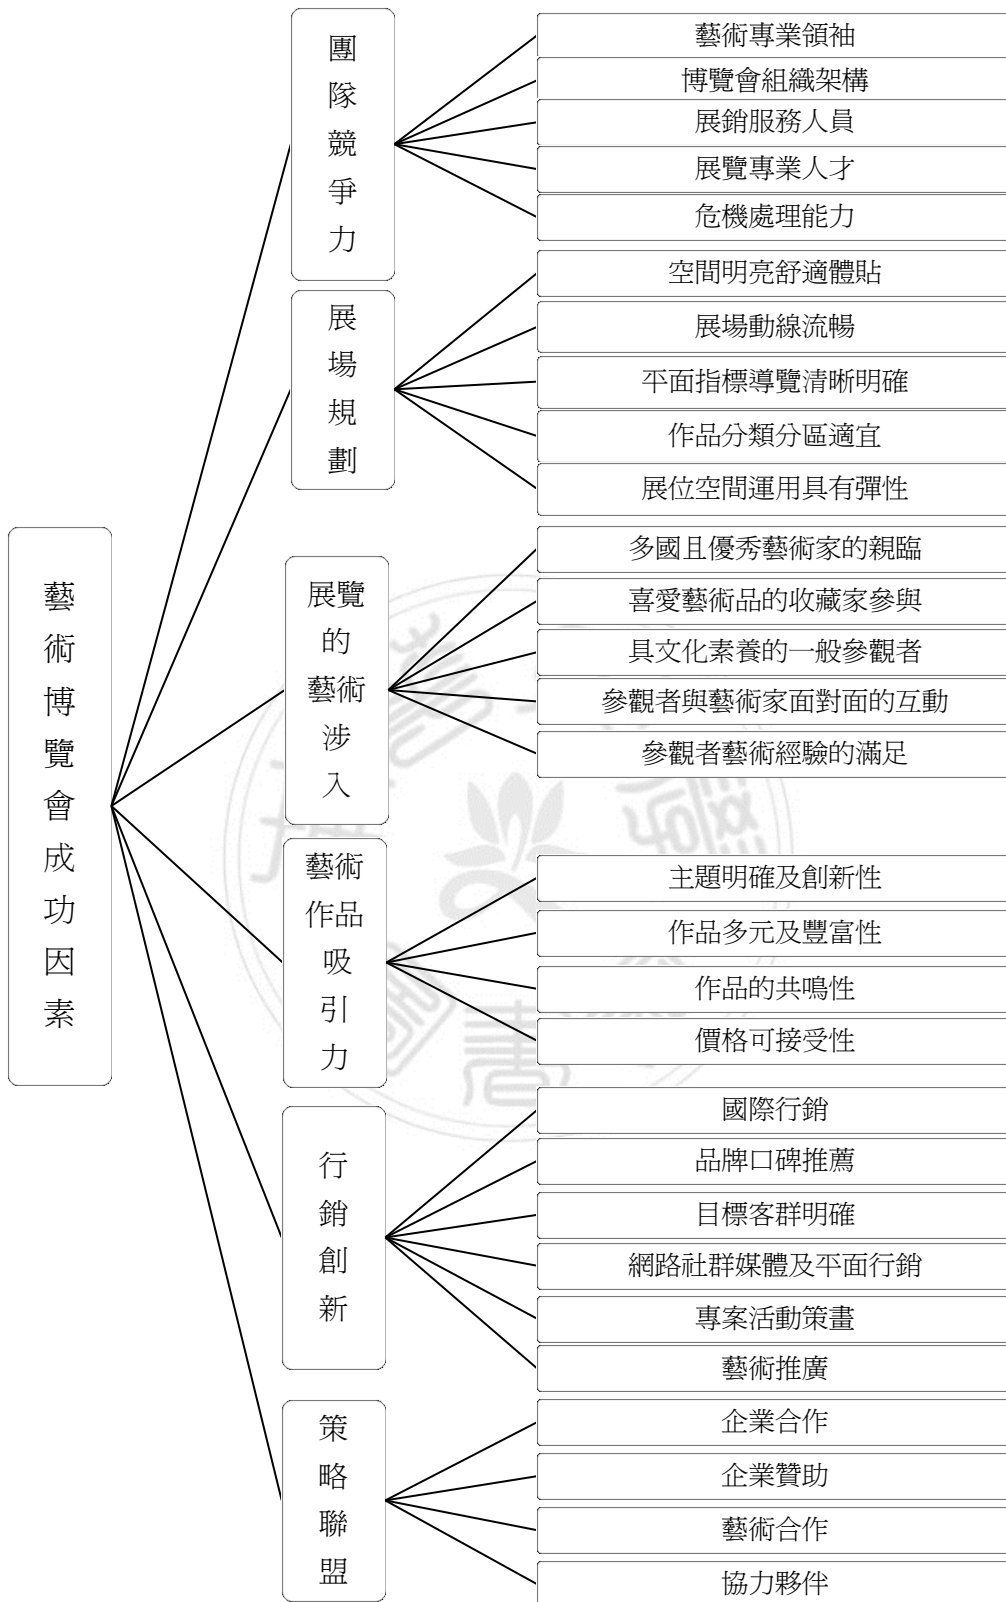 藝術博覽會成功因素
團隊競爭力
藝術專業領袖
博覽會組織架構
展銷服務人員
展覽專業人才
危機處理能力
展場規劃
空間明亮舒適體貼
展場動線流暢
平面指標導覽清晰明確
作品分類分區適宜
展位空間運用具有彈性
展覽的藝術涉入
多國且優秀藝術家的親臨
喜愛藝術品的收藏家參與
具文化素養的一般參觀者
參觀者與藝術家面對面的互動
參觀者藝術經驗的滿足
藝術作品吸引力
主題明確及創新性
作品多元及豐富性
作品的共鳴性
價格可接受性
行銷創新
國際行銷
品牌口碑推薦
目標客群明確
網路社群媒體及平面行銷
專案活動策畫
藝術推廣
策略聯盟
企業合作
企業贊助
藝術合作
協力夥伴